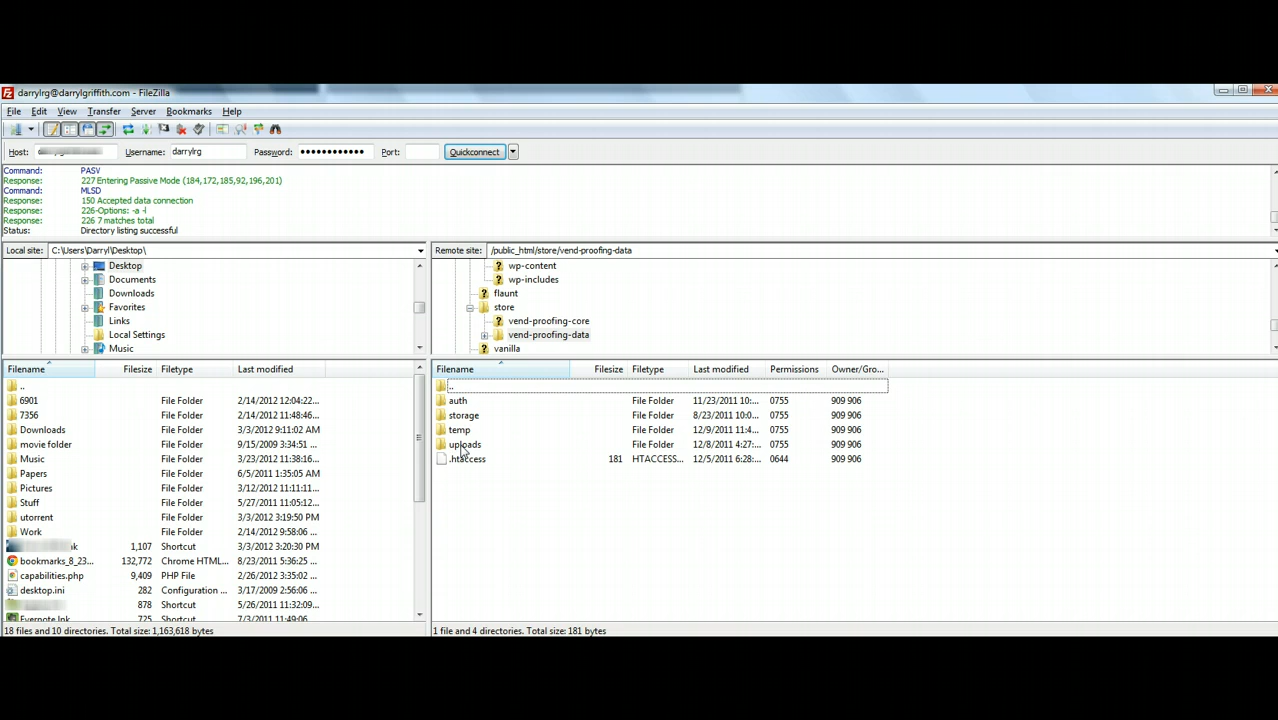 darrylrg@darrylgriffith.com - FileZilla
File Edit View Transfer Server Bookmarks Help
Host: Username: darrylrg Password: •••••••••••• Port: Quickconnect
Command: PASV
Response: 227 Entering Passive Mode (184,172,185,92,196,201)
Command: MLSD
Response: 150 Accepted data connection
Response: 226-Options: -a -l
Response: 226 7 matches total
Status: Directory listing successful
Local site: C:\Users\Darryl\Desktop\ Remote site: /public_html/store/vend-proofing-data
Desktop
Documents
Downloads
Favorites
Links
Local Settings
Music
wp-content
wp-includes
flaunt
store
vend-proofing-core
vend-proofing-data
vanilla
Filename Filesize Filetype Last modified
..
6901 File Folder 2/14/2012 12:04:22...
7356 File Folder 2/14/2012 11:48:46...
Downloads File Folder 3/3/2012 9:11:02 AM
movie folder File Folder 9/15/2009 3:34:51 ...
Music File Folder 3/23/2012 11:38:16...
Papers File Folder 6/5/2011 1:35:05 AM
Pictures File Folder 3/12/2012 11:11:11...
Stuff File Folder 5/27/2011 11:05:12...
utorrent File Folder 3/3/2012 3:19:50 PM
Work File Folder 2/14/2012 9:58:06 ...
nk 1,107 Shortcut 3/3/2012 3:20:30 PM
bookmarks_8_23... 132,772 Chrome HTML... 8/23/2011 5:36:25 ...
capabilities.php 9,409 PHP File 2/26/2012 3:35:02 ...
desktop.ini 282 Configuration ... 3/17/2009 2:56:06 ...
878 Shortcut 5/26/2011 11:32:09...
Evernote.lnk 725 Shortcut 7/3/2011 11:49:06
18 files and 10 directories. Total size: 1,163,618 bytes
Filename Filesize Filetype Last modified Permissions Owner/Gro...
..
auth File Folder 11/23/2011 10:... 0755 909 906
storage File Folder 8/23/2011 10:0... 0755 909 906
temp File Folder 12/9/2011 11:4... 0755 909 906
uploads File Folder 12/8/2011 4:27:... 0755 909 906
.htaccess 181 HTACCESS... 12/5/2011 6:28:... 0644 909 906
1 file and 4 directories. Total size: 181 bytes